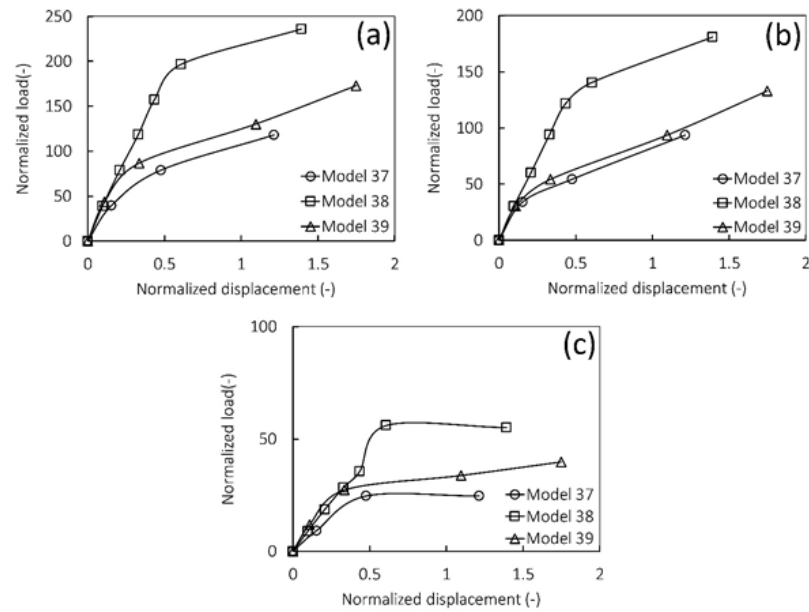 (a)
250
200
150
100
50
0
Normalized load(-)
Model 37
Model 38
Model 39
0 0.5 1 1.5 2
Normalized displacement (-)
(b)
200
150
100
50
0
Normalized load(-)
Model 37
Model 38
Model 39
0 0.5 1 1.5 2
Normalized displacement (-)
(c)
100
50
0
Normalized load(-)
Model 37
Model 38
Model 39
0 0.5 1 1.5 2
Normalized displacement (-)